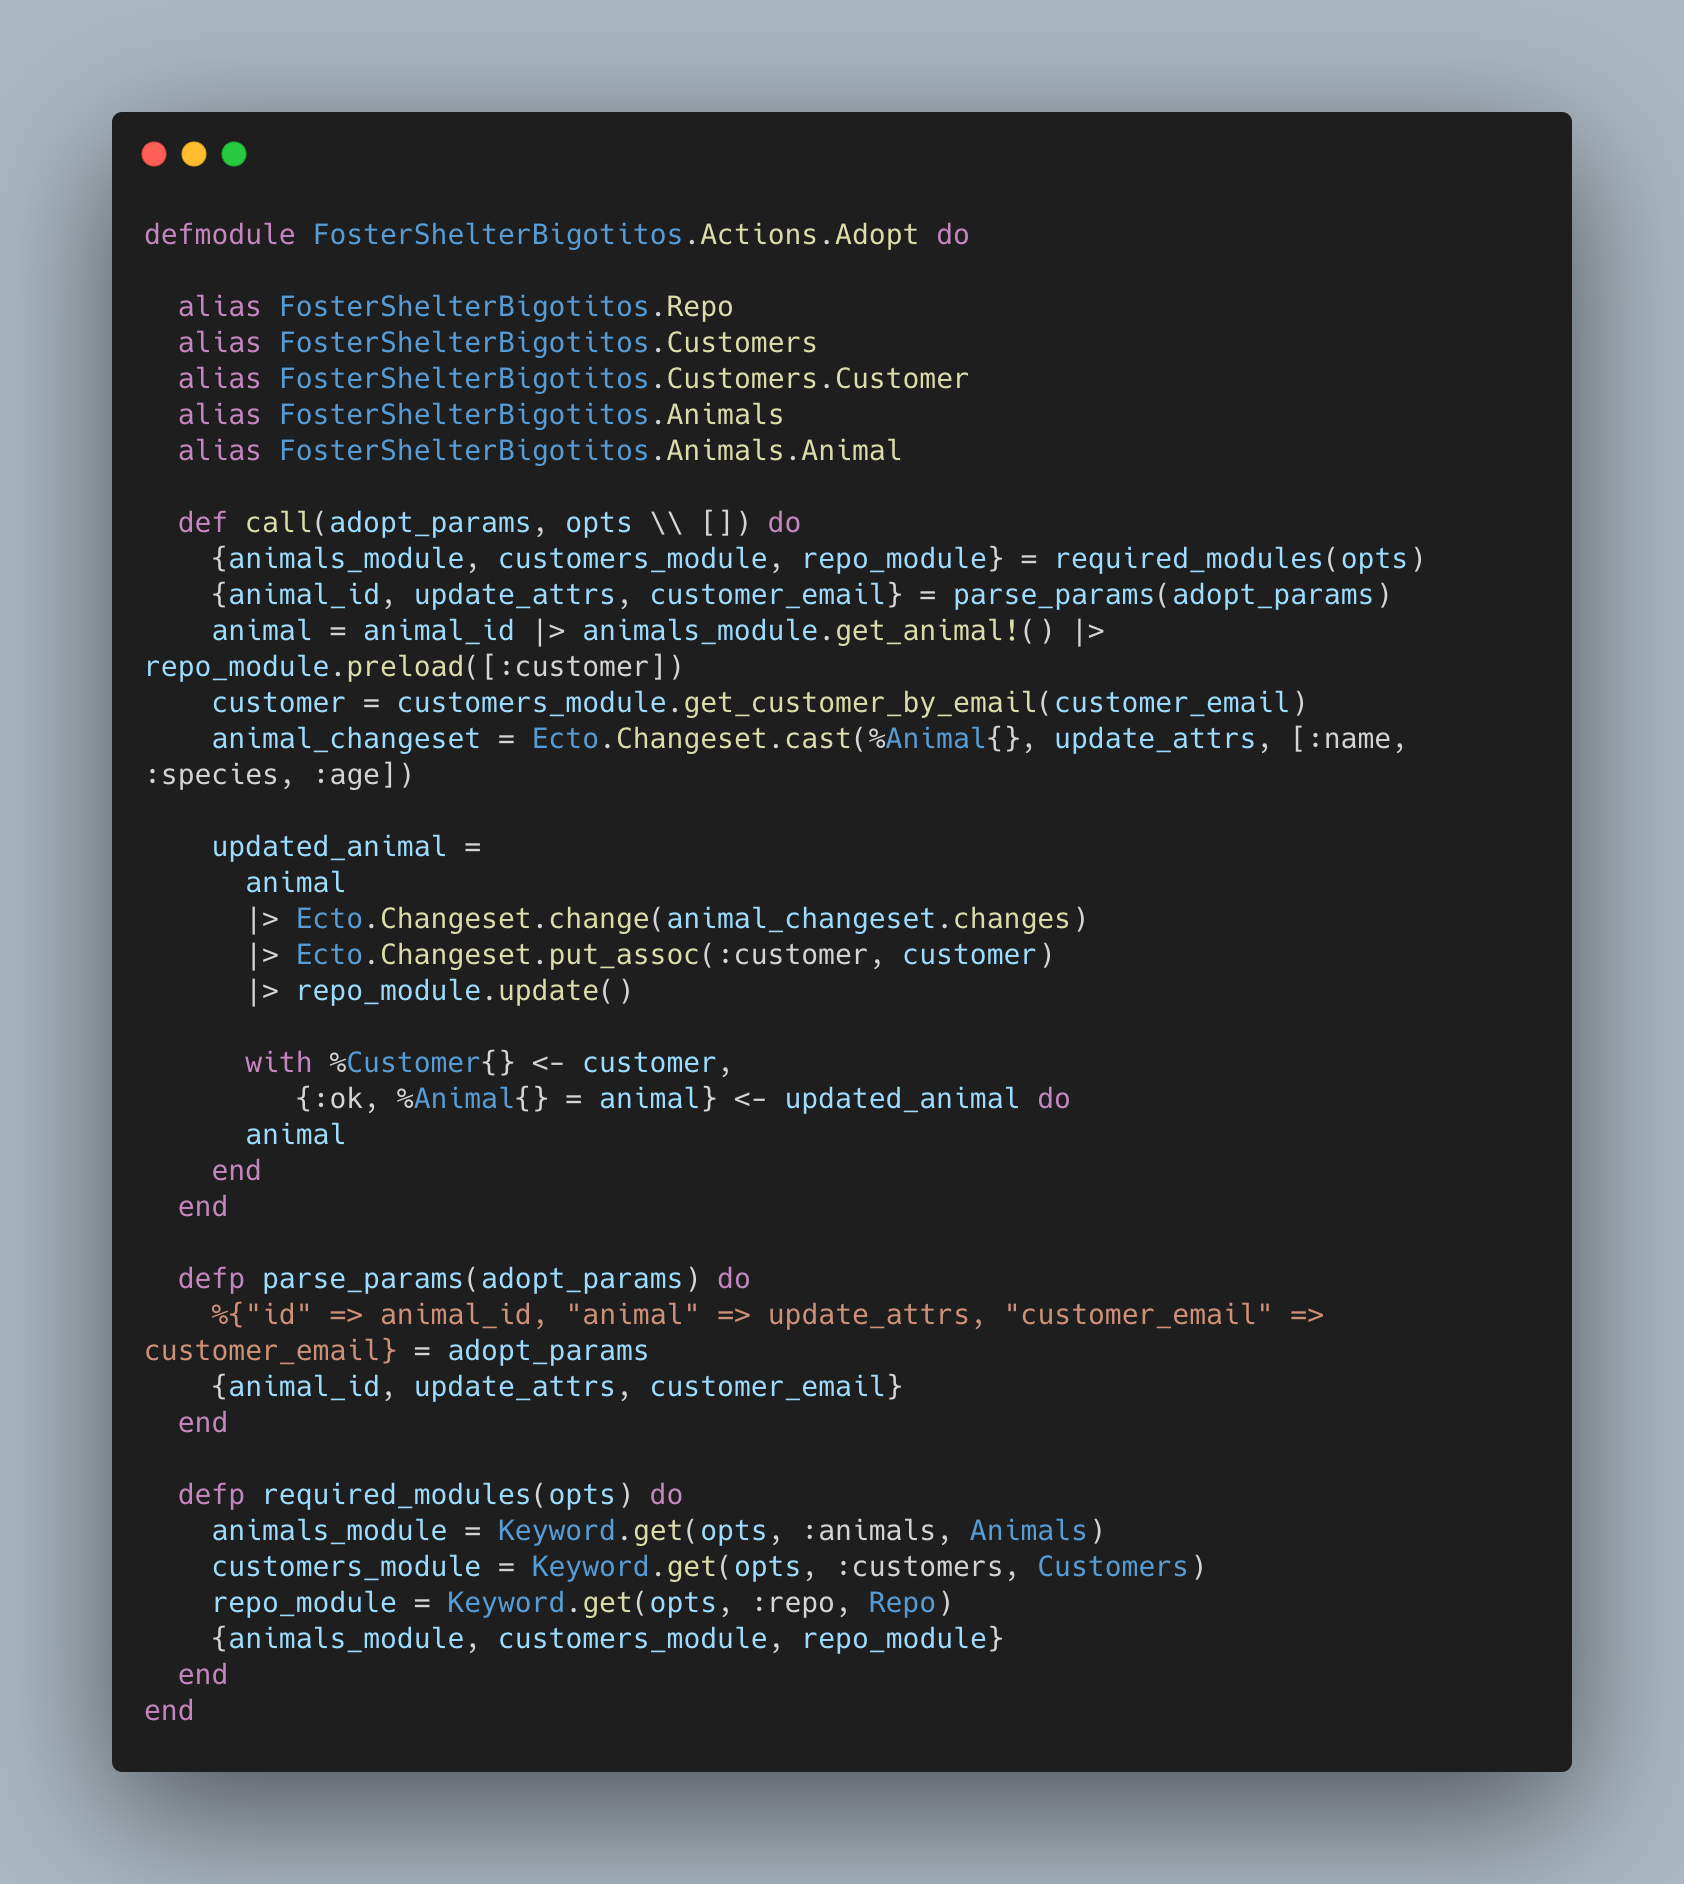 defmodule FosterShelterBigotitos.Actions.Adopt do

  alias FosterShelterBigotitos.Repo
  alias FosterShelterBigotitos.Customers
  alias FosterShelterBigotitos.Customers.Customer
  alias FosterShelterBigotitos.Animals
  alias FosterShelterBigotitos.Animals.Animal

  def call(adopt_params, opts \\ []) do
    {animals_module, customers_module, repo_module} = required_modules(opts)
    {animal_id, update_attrs, customer_email} = parse_params(adopt_params)
    animal = animal_id |> animals_module.get_animal!() |>
repo_module.preload([:customer])
    customer = customers_module.get_customer_by_email(customer_email)
    animal_changeset = Ecto.Changeset.cast(%Animal{}, update_attrs, [:name,
:species, :age])

    updated_animal =
      animal
      |> Ecto.Changeset.change(animal_changeset.changes)
      |> Ecto.Changeset.put_assoc(:customer, customer)
      |> repo_module.update()

      with %Customer{} <- customer,
         {:ok, %Animal{} = animal} <- updated_animal do
      animal
    end
  end

  defp parse_params(adopt_params) do
    %{"id" => animal_id, "animal" => update_attrs, "customer_email" =>
customer_email} = adopt_params
    {animal_id, update_attrs, customer_email}
  end

  defp required_modules(opts) do
    animals_module = Keyword.get(opts, :animals, Animals)
    customers_module = Keyword.get(opts, :customers, Customers)
    repo_module = Keyword.get(opts, :repo, Repo)
    {animals_module, customers_module, repo_module}
  end
end